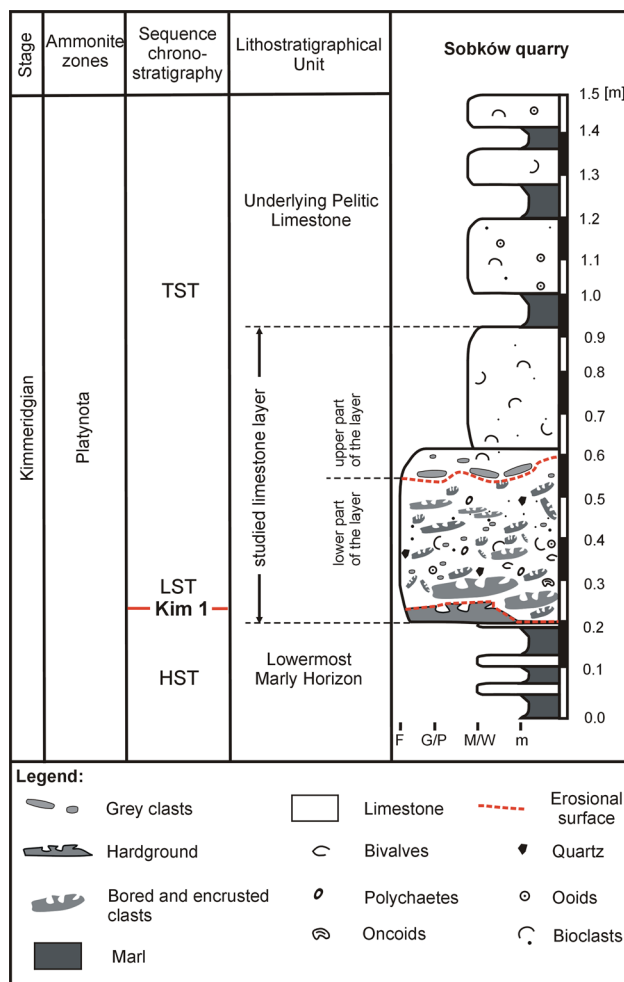 Stage
Ammonite
zones
Sequence
chrono-
stratigraphy
Lithostratigraphical
Unit
Sobków quarry
Kimmeridgian
Platynota
TST
LST
Kim 1
HST
Underlying Pelitic
Limestone
studied limestone layer
upper part
of the layer
lower part
of the layer
Lowermost
Marly Horizon
1.5 [m]
1.4
1.3
1.2
1.1
1.0
0.9
0.8
0.7
0.6
0.5
0.4
0.3
0.2
0.1
0.0
F G/P M/W m
Legend:
Grey clasts
Limestone
Erosional
surface
Hardground
Bivalves
Quartz
Bored and encrusted
clasts
Polychaetes
Ooids
Marl
Oncoids
Bioclasts